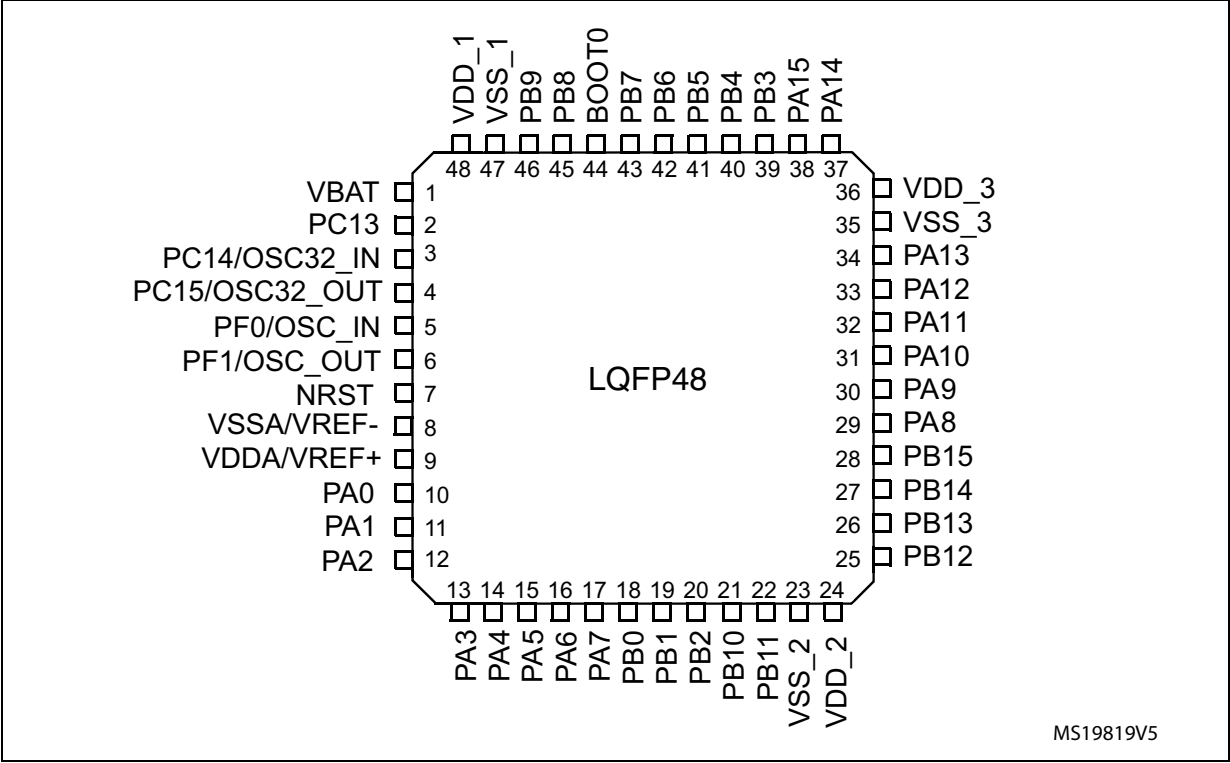 VDD_1
VSS_1
PB9
PB8
BOOT0
PB7
PB6
PB5
PB4
PB3
PA15
PA14
48 47 46 45 44 43 42 41 40 39 38 37
VBAT 1
PC13 2
PC14/OSC32_IN 3
PC15/OSC32_OUT 4
PF0/OSC_IN 5
PF1/OSC_OUT 6
NRST 7
VSSA/VREF- 8
VDDA/VREF+ 9
PA0 10
PA1 11
PA2 12
LQFP48
36 VDD_3
35 VSS_3
34 PA13
33 PA12
32 PA11
31 PA10
30 PA9
29 PA8
28 PB15
27 PB14
26 PB13
25 PB12
13 14 15 16 17 18 19 20 21 22 23 24
PA3
PA4
PA5
PA6
PA7
PB0
PB1
PB2
PB10
PB11
VSS_2
VDD_2
MS19819V5